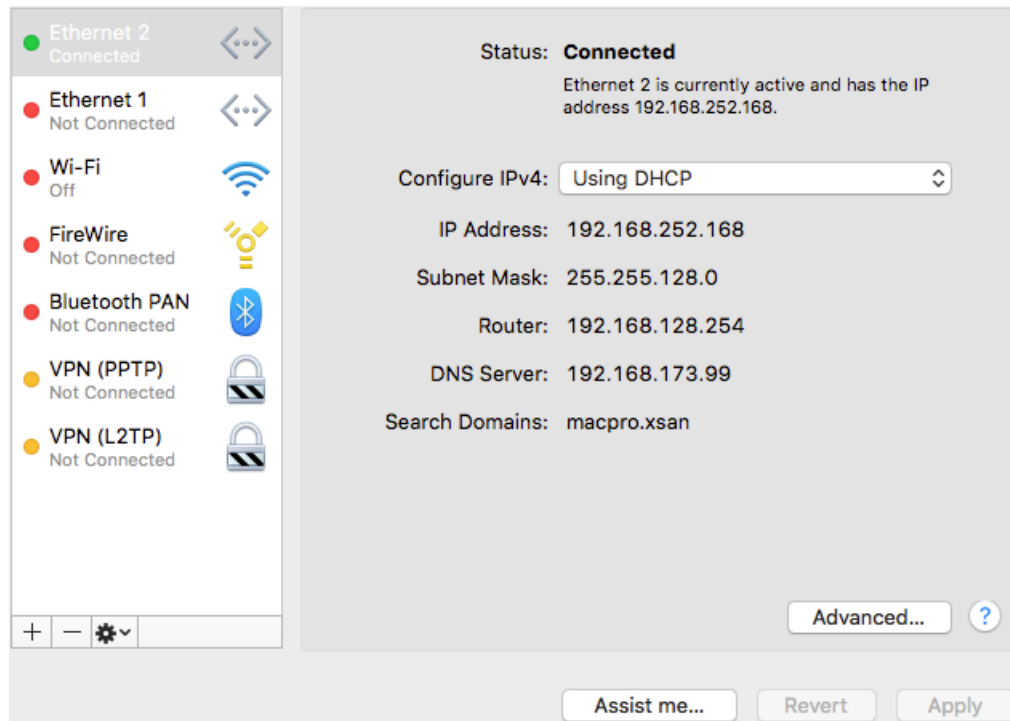 Ethernet 2
Connected
Ethernet 1
Not Connected
Wi-Fi
Off
FireWire
Not Connected
Bluetooth PAN
Not Connected
VPN (PPTP)
Not Connected
VPN (L2TP)
Not Connected
Status: Connected
Ethernet 2 is currently active and has the IP
address 192.168.252.168.
Configure IPv4: Using DHCP
IP Address: 192.168.252.168
Subnet Mask: 255.255.128.0
Router: 192.168.128.254
DNS Server: 192.168.173.99
Search Domains: macpro.xsan
Advanced... ?
Assist me... Revert Apply